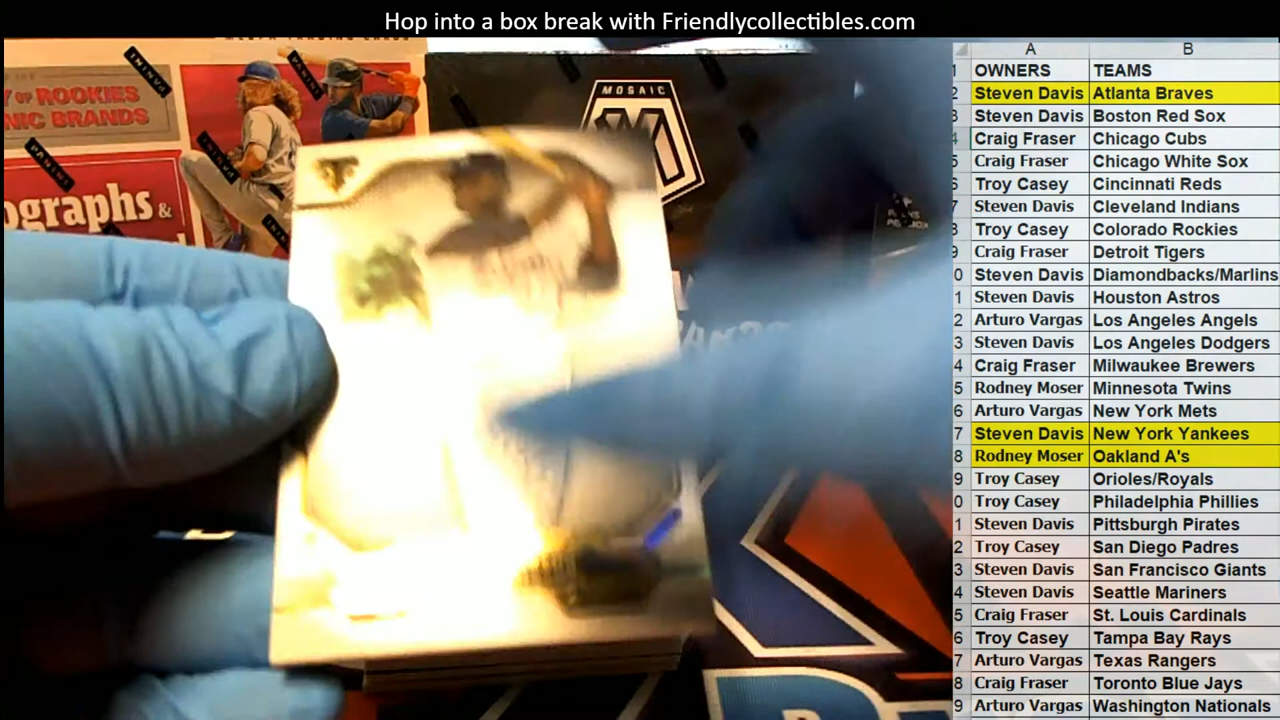 Hop into a box break with Friendlycollectibles.com
Y OF ROOKIES
NIC BRANDS
PANINI
PANINI
PANINI
PANINI
ographs &
MOSAIC
A B
1 OWNERS TEAMS
2 Steven Davis Atlanta Braves
3 Steven Davis Boston Red Sox
4 Craig Fraser Chicago Cubs
5 Craig Fraser Chicago White Sox
6 Troy Casey Cincinnati Reds
7 Steven Davis Cleveland Indians
8 Troy Casey Colorado Rockies
9 Craig Fraser Detroit Tigers
0 Steven Davis Diamondbacks/Marlins
1 Steven Davis Houston Astros
2 Arturo Vargas Los Angeles Angels
3 Steven Davis Los Angeles Dodgers
4 Craig Fraser Milwaukee Brewers
5 Rodney Moser Minnesota Twins
6 Arturo Vargas New York Mets
7 Steven Davis New York Yankees
8 Rodney Moser Oakland A's
9 Troy Casey Orioles/Royals
0 Troy Casey Philadelphia Phillies
1 Steven Davis Pittsburgh Pirates
2 Troy Casey San Diego Padres
3 Steven Davis San Francisco Giants
4 Steven Davis Seattle Mariners
5 Craig Fraser St. Louis Cardinals
6 Troy Casey Tampa Bay Rays
7 Arturo Vargas Texas Rangers
8 Craig Fraser Toronto Blue Jays
9 Arturo Vargas Washington Nationals